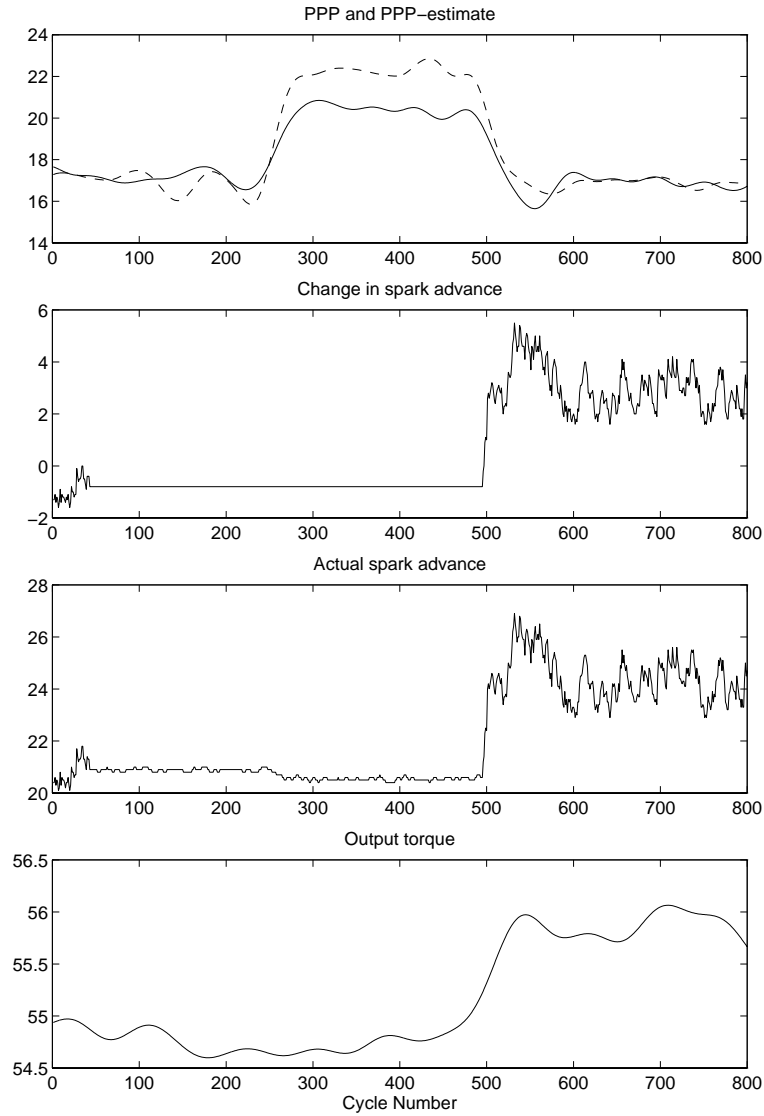 PPP and PPP−estimate
24
22
20
18
16
14
0 100 200 300 400 500 600 700 800
Change in spark advance
6
4
2
0
−2
0 100 200 300 400 500 600 700 800
Actual spark advance
28
26
24
22
20
0 100 200 300 400 500 600 700 800
Output torque
56.5
56
55.5
55
54.5
0 100 200 300 400 500 600 700 800
Cycle Number